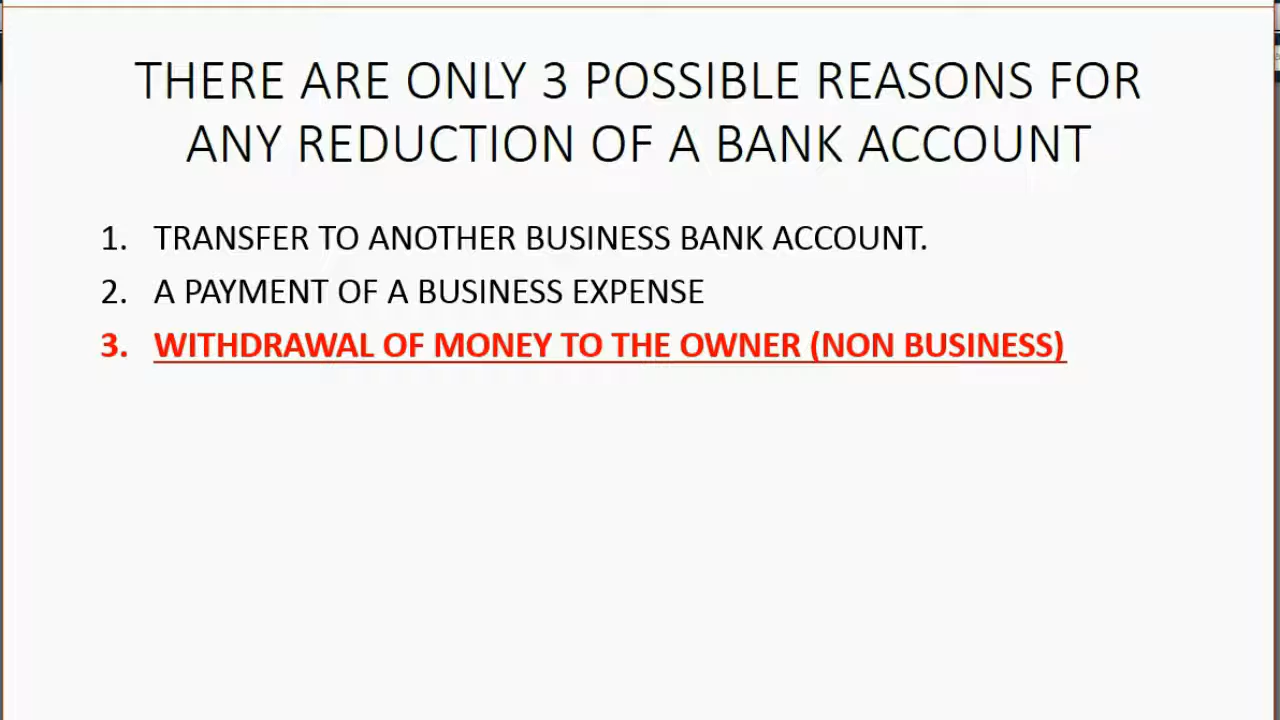 THERE ARE ONLY 3 POSSIBLE REASONS FOR
ANY REDUCTION OF A BANK ACCOUNT
1. TRANSFER TO ANOTHER BUSINESS BANK ACCOUNT.
2. A PAYMENT OF A BUSINESS EXPENSE
3. WITHDRAWAL OF MONEY TO THE OWNER (NON BUSINESS)